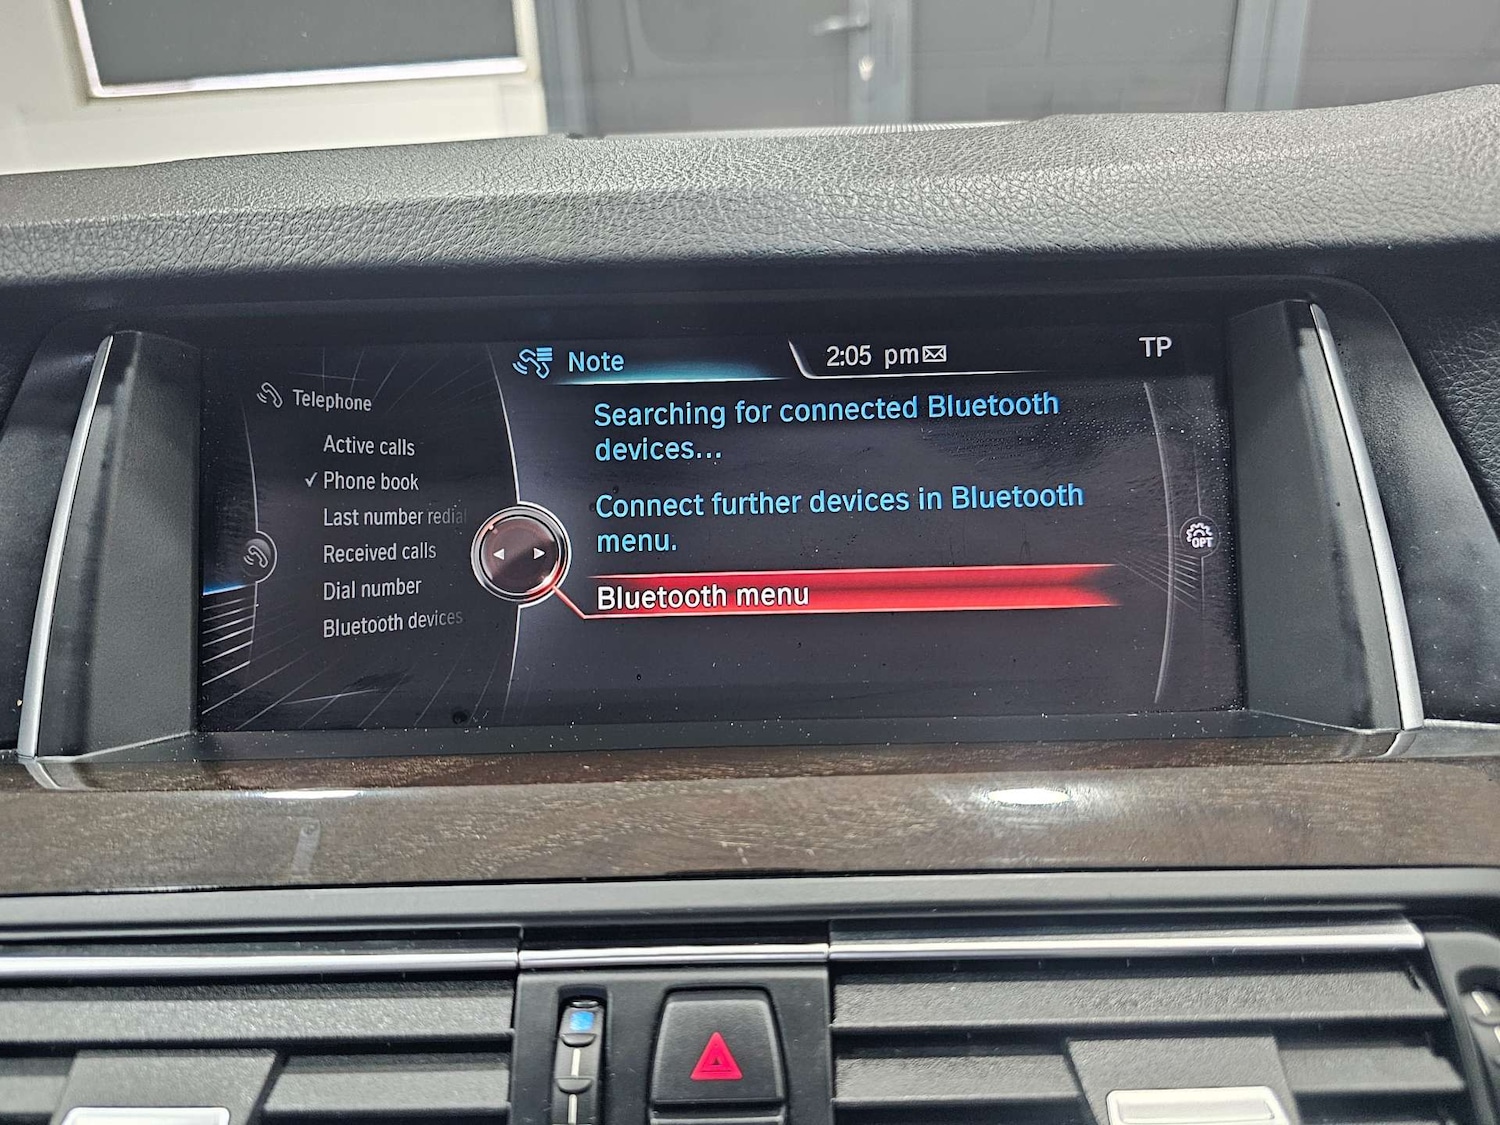 Note
2:05 pm
TP
Telephone
Active calls
✓ Phone book
Last number redial
Received calls
Dial number
Bluetooth devices
Searching for connected Bluetooth
devices...
Connect further devices in Bluetooth
menu.
Bluetooth menu
OPT